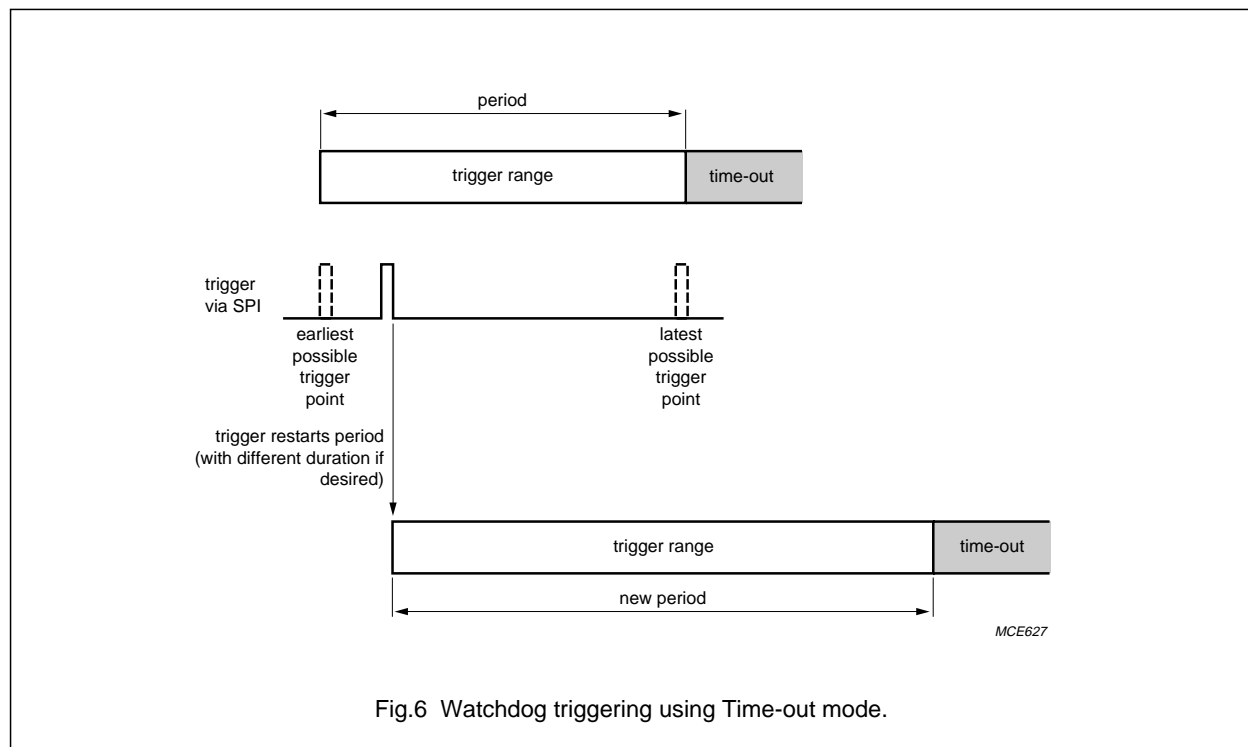 period
trigger range
time-out
trigger
via SPI
earliest
possible
trigger
point
latest
possible
trigger
point
trigger restarts period
(with different duration if
desired)
trigger range
time-out
new period
MCE627
Fig.6 Watchdog triggering using Time-out mode.